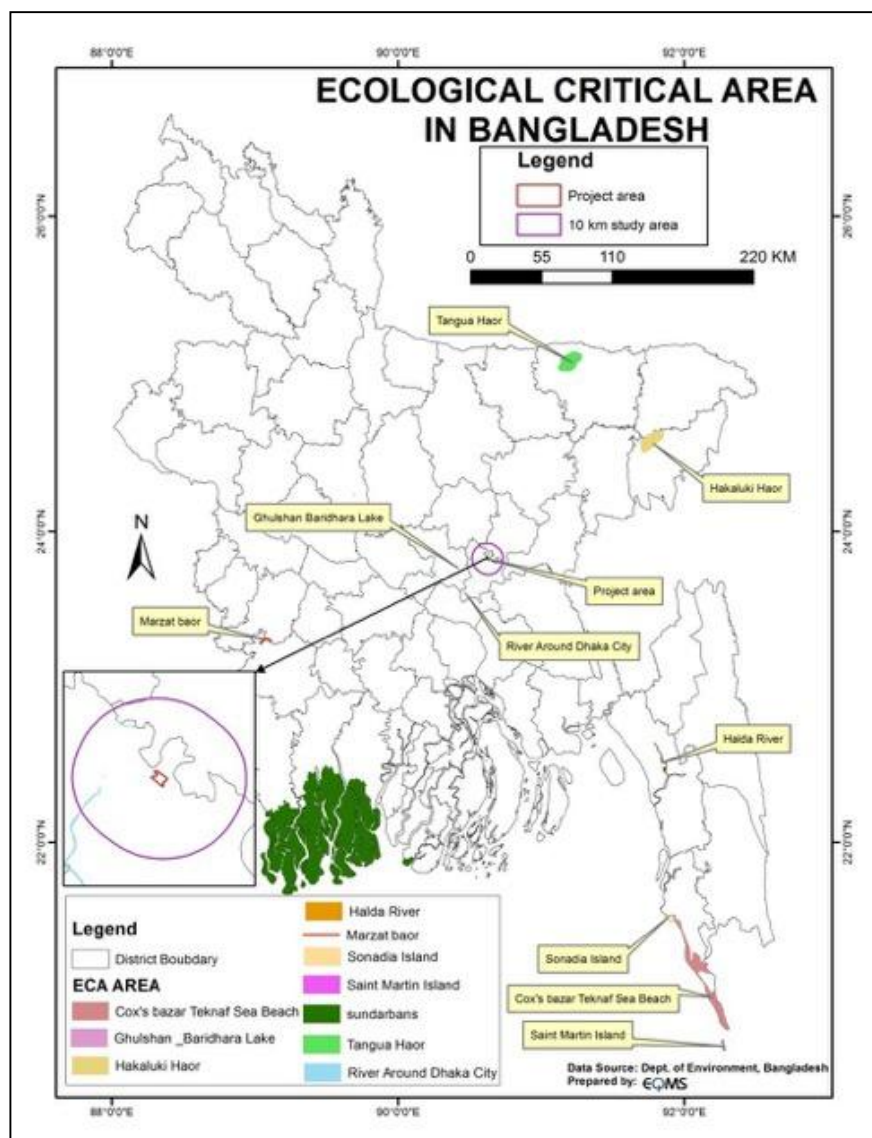 88°0'0"E
90°0'0"E
92°0'0"E
ECOLOGICAL CRITICAL AREA
IN BANGLADESH
Legend
Project area
10 km study area
0 55 110 220 KM
26°0'0"N
26°0'0"N
Tangua Haor
Hakaluki Haor
Ghulshan Baridhara Lake
N
24°0'0"N
24°0'0"N
Project area
Marzat baor
River Around Dhaka City
Halda River
22°0'0"N
22°0'0"N
Legend
District Boubdary
ECA AREA
Cox's bazar Teknaf Sea Beach
Ghulshan _Baridhara Lake
Hakaluki Haor
Halda River
Marzat baor
Sonadia Island
Saint Martin Island
sundarbans
Tangua Haor
River Around Dhaka City
Sonadia Island
Cox's bazar Teknaf Sea Beach
Saint Martin Island
Data Source: Dept. of Environment, Bangladesh
Prepared by: EQMS
88°0'0"E
90°0'0"E
92°0'0"E